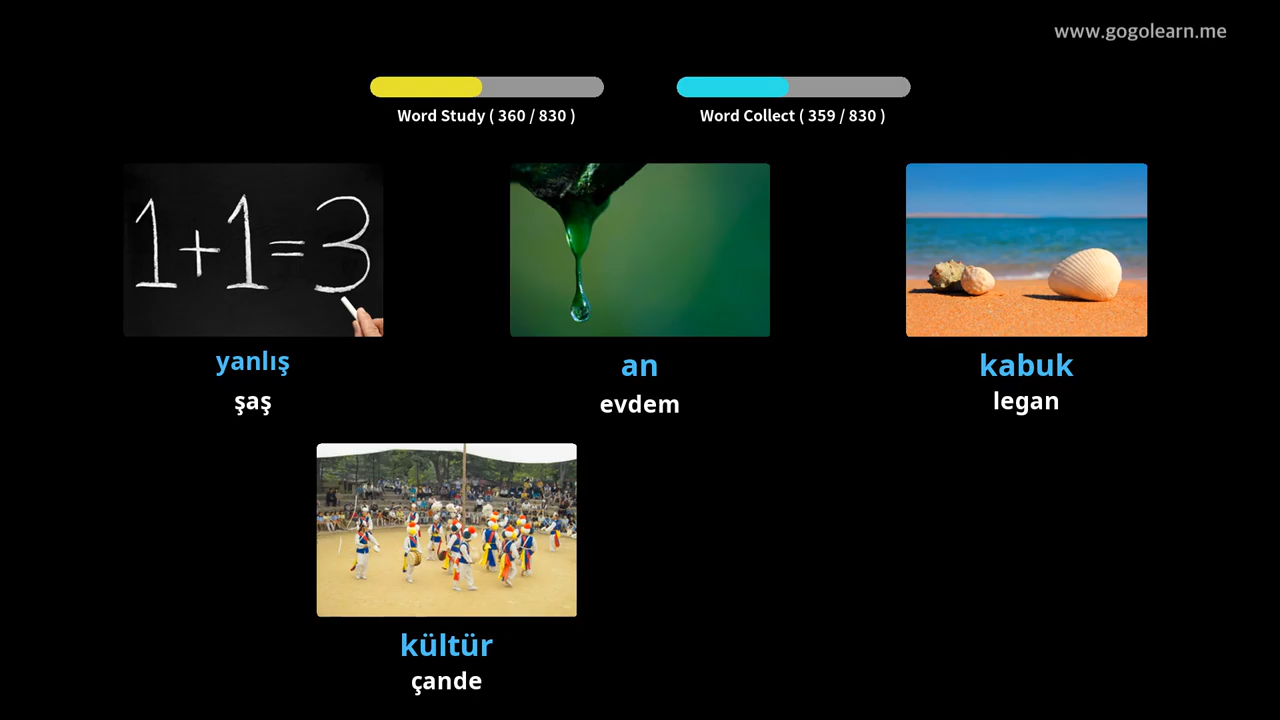 www.gogolearn.me
Word Study ( 360 / 830 )
Word Collect ( 359 / 830 )
1+1=3
yanlış
şaş
an
evdem
kabuk
legan
kültür
çande